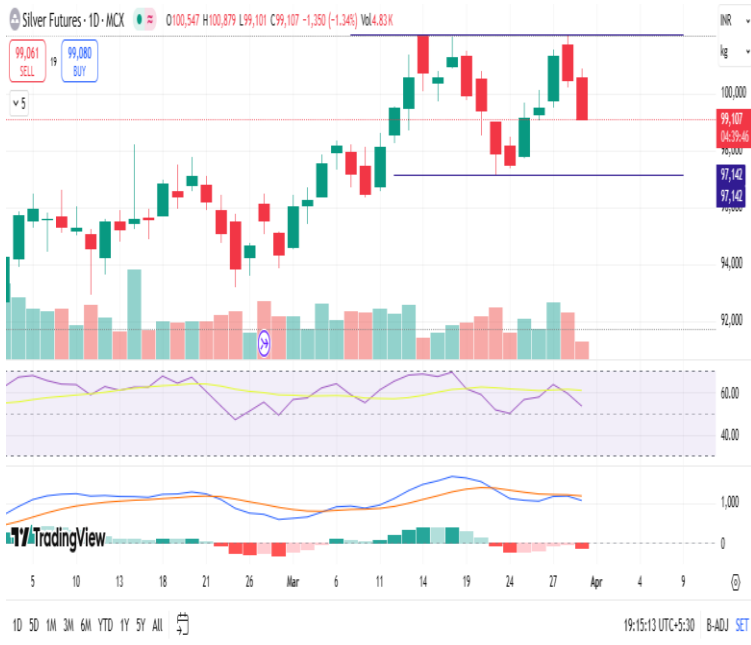 Silver Futures · 1D · MCX O100,547 H100,879 L99,101 C99,107 −1,350 (−1.34%) Vol4.83K
INR
99,061 SELL 19 99,080 BUY
kg
5
100,000
99,107
04:39:46
98,000
97,142
97,142
96,000
94,000
92,000
60.00
40.00
1,000
TradingView
0
5 10 13 18 21 26 Mar 6 11 14 19 24 27 Apr 4 9
1D 5D 1M 3M 6M YTD 1Y 5Y All 19:15:13 UTC+5:30 B-ADJ SET